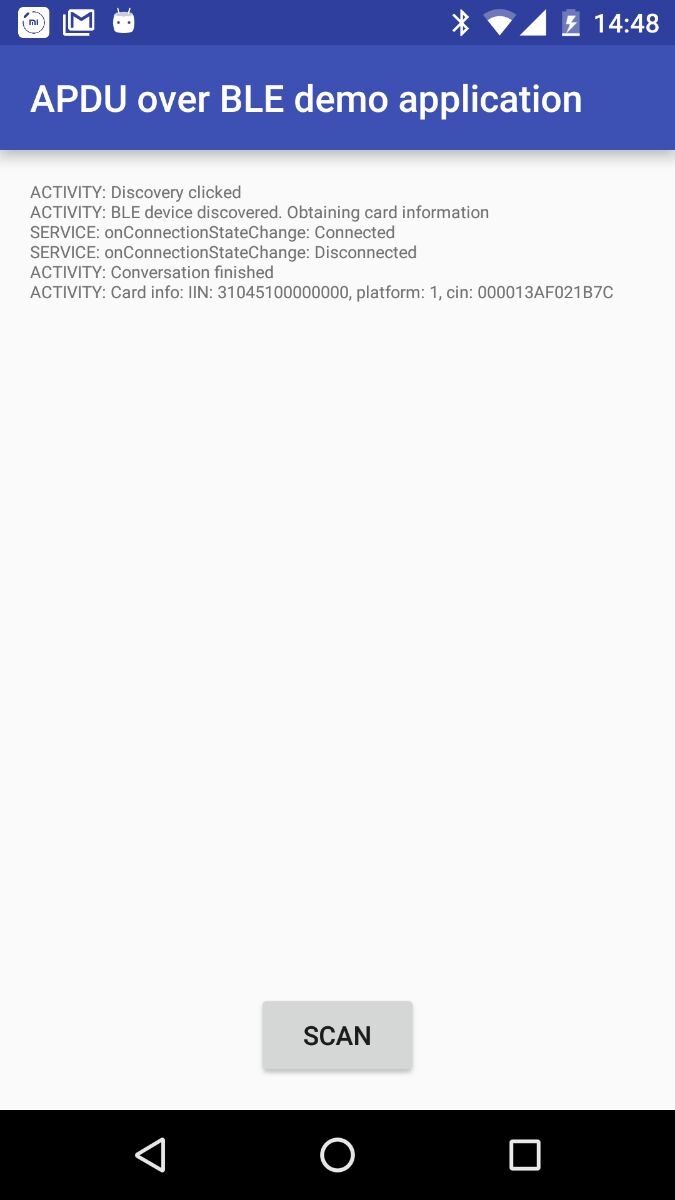 14:48
APDU over BLE demo application
ACTIVITY: Discovery clicked
ACTIVITY: BLE device discovered. Obtaining card information
SERVICE: onConnectionStateChange: Connected
SERVICE: onConnectionStateChange: Disconnected
ACTIVITY: Conversation finished
ACTIVITY: Card info: IIN: 31045100000000, platform: 1, cin: 000013AF021B7C
SCAN